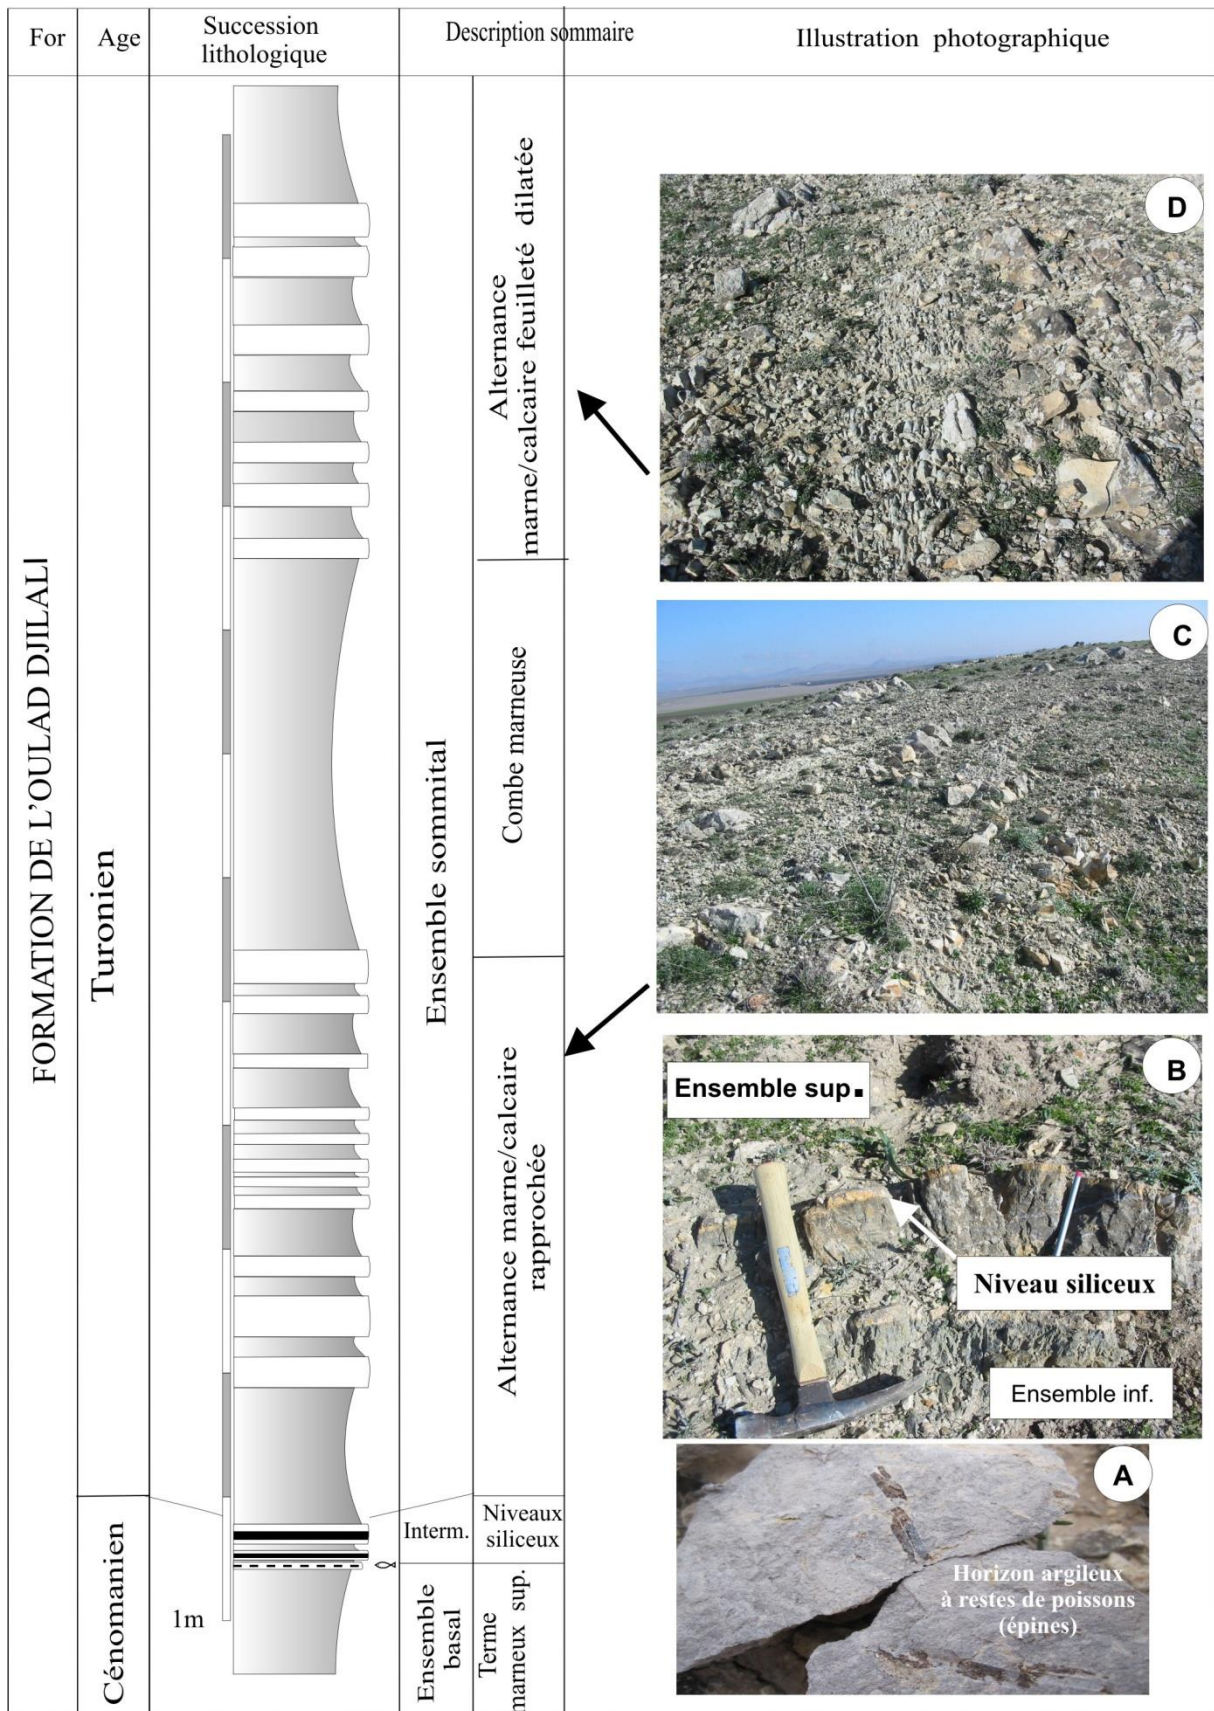 For
Age
Succession
lithologique
Description sommaire
Illustration photographique
FORMATION DE L'OULAD DJILALI
Turonien
Cénomanien
1m
Ensemble sommital
Interm.
Ensemble
basal
Alternance
marne/calcaire feuilleté dilatée
Combe marneuse
Alternance marne/calcaire
rapprochée
Niveaux
siliceux
Terme
marneux sup.
D
C
B
Ensemble sup.
Niveau siliceux
Ensemble inf.
A
Horizon argileux
à restes de poissons
(épines)